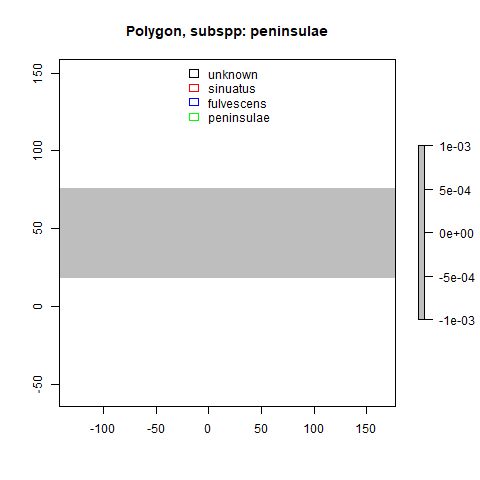 Polygon, subspp: peninsulae
unknown
sinuatus
fulvescens
peninsulae
150
100
50
0
-50
-100
-50
0
50
100
150
1e-03
5e-04
0e+00
-5e-04
-1e-03